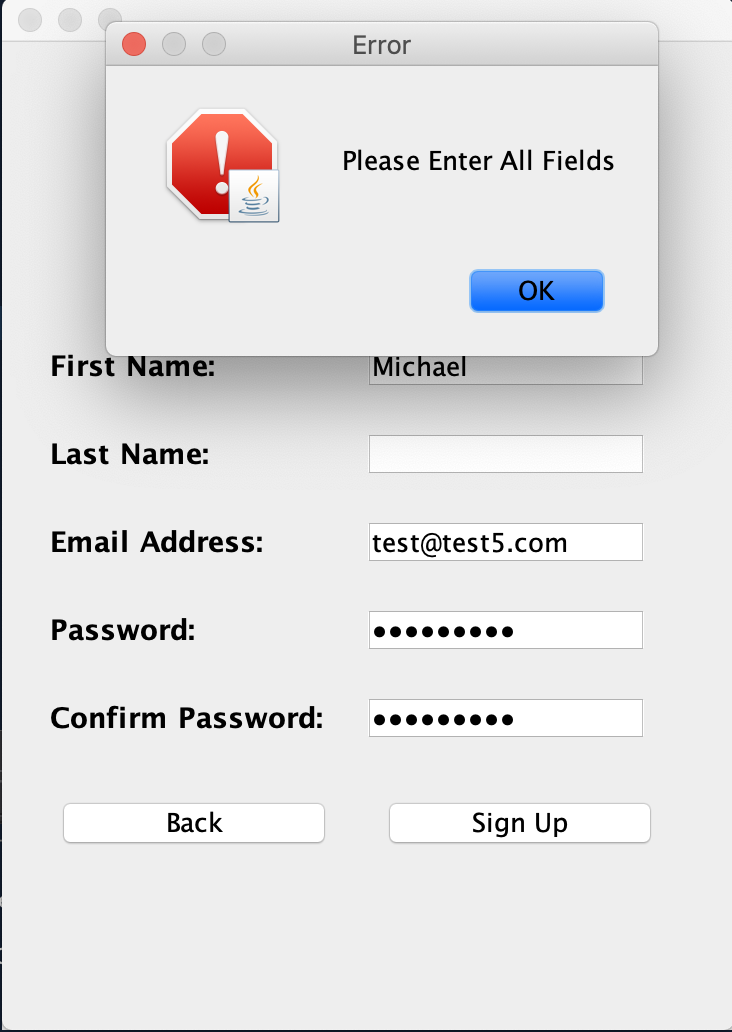 Error
Please Enter All Fields
OK
First Name: Michael
Last Name:
Email Address: test@test5.com
Password: •••••••••
Confirm Password: •••••••••
Back Sign Up